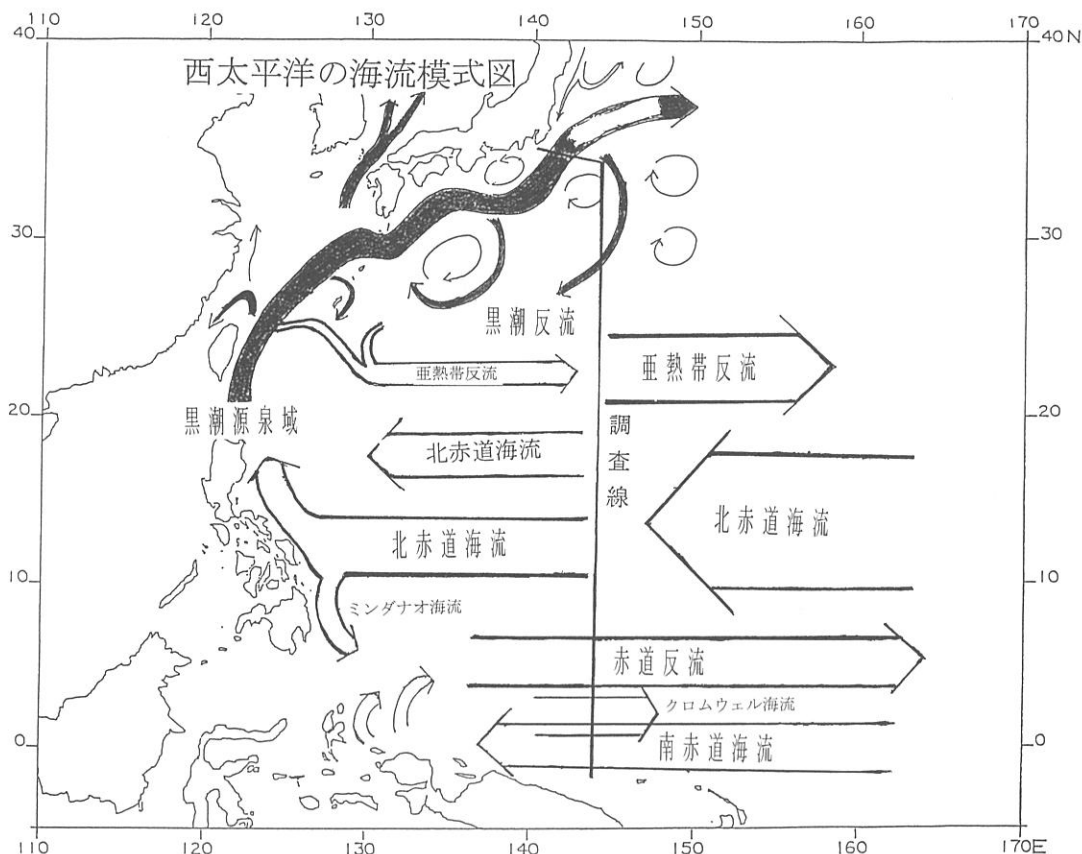 110 120 130 140 150 160 170
40 40N
西太平洋の海流模式図
30 30
黒潮反流
亜熱帯反流
亜熱帯反流
20 20
黒潮源泉域
調査線
北赤道海流
北赤道海流
北赤道海流
10 10
ミンダナオ海流
赤道反流
クロムウェル海流
南赤道海流
0 0
110 120 130 140 150 160 170E